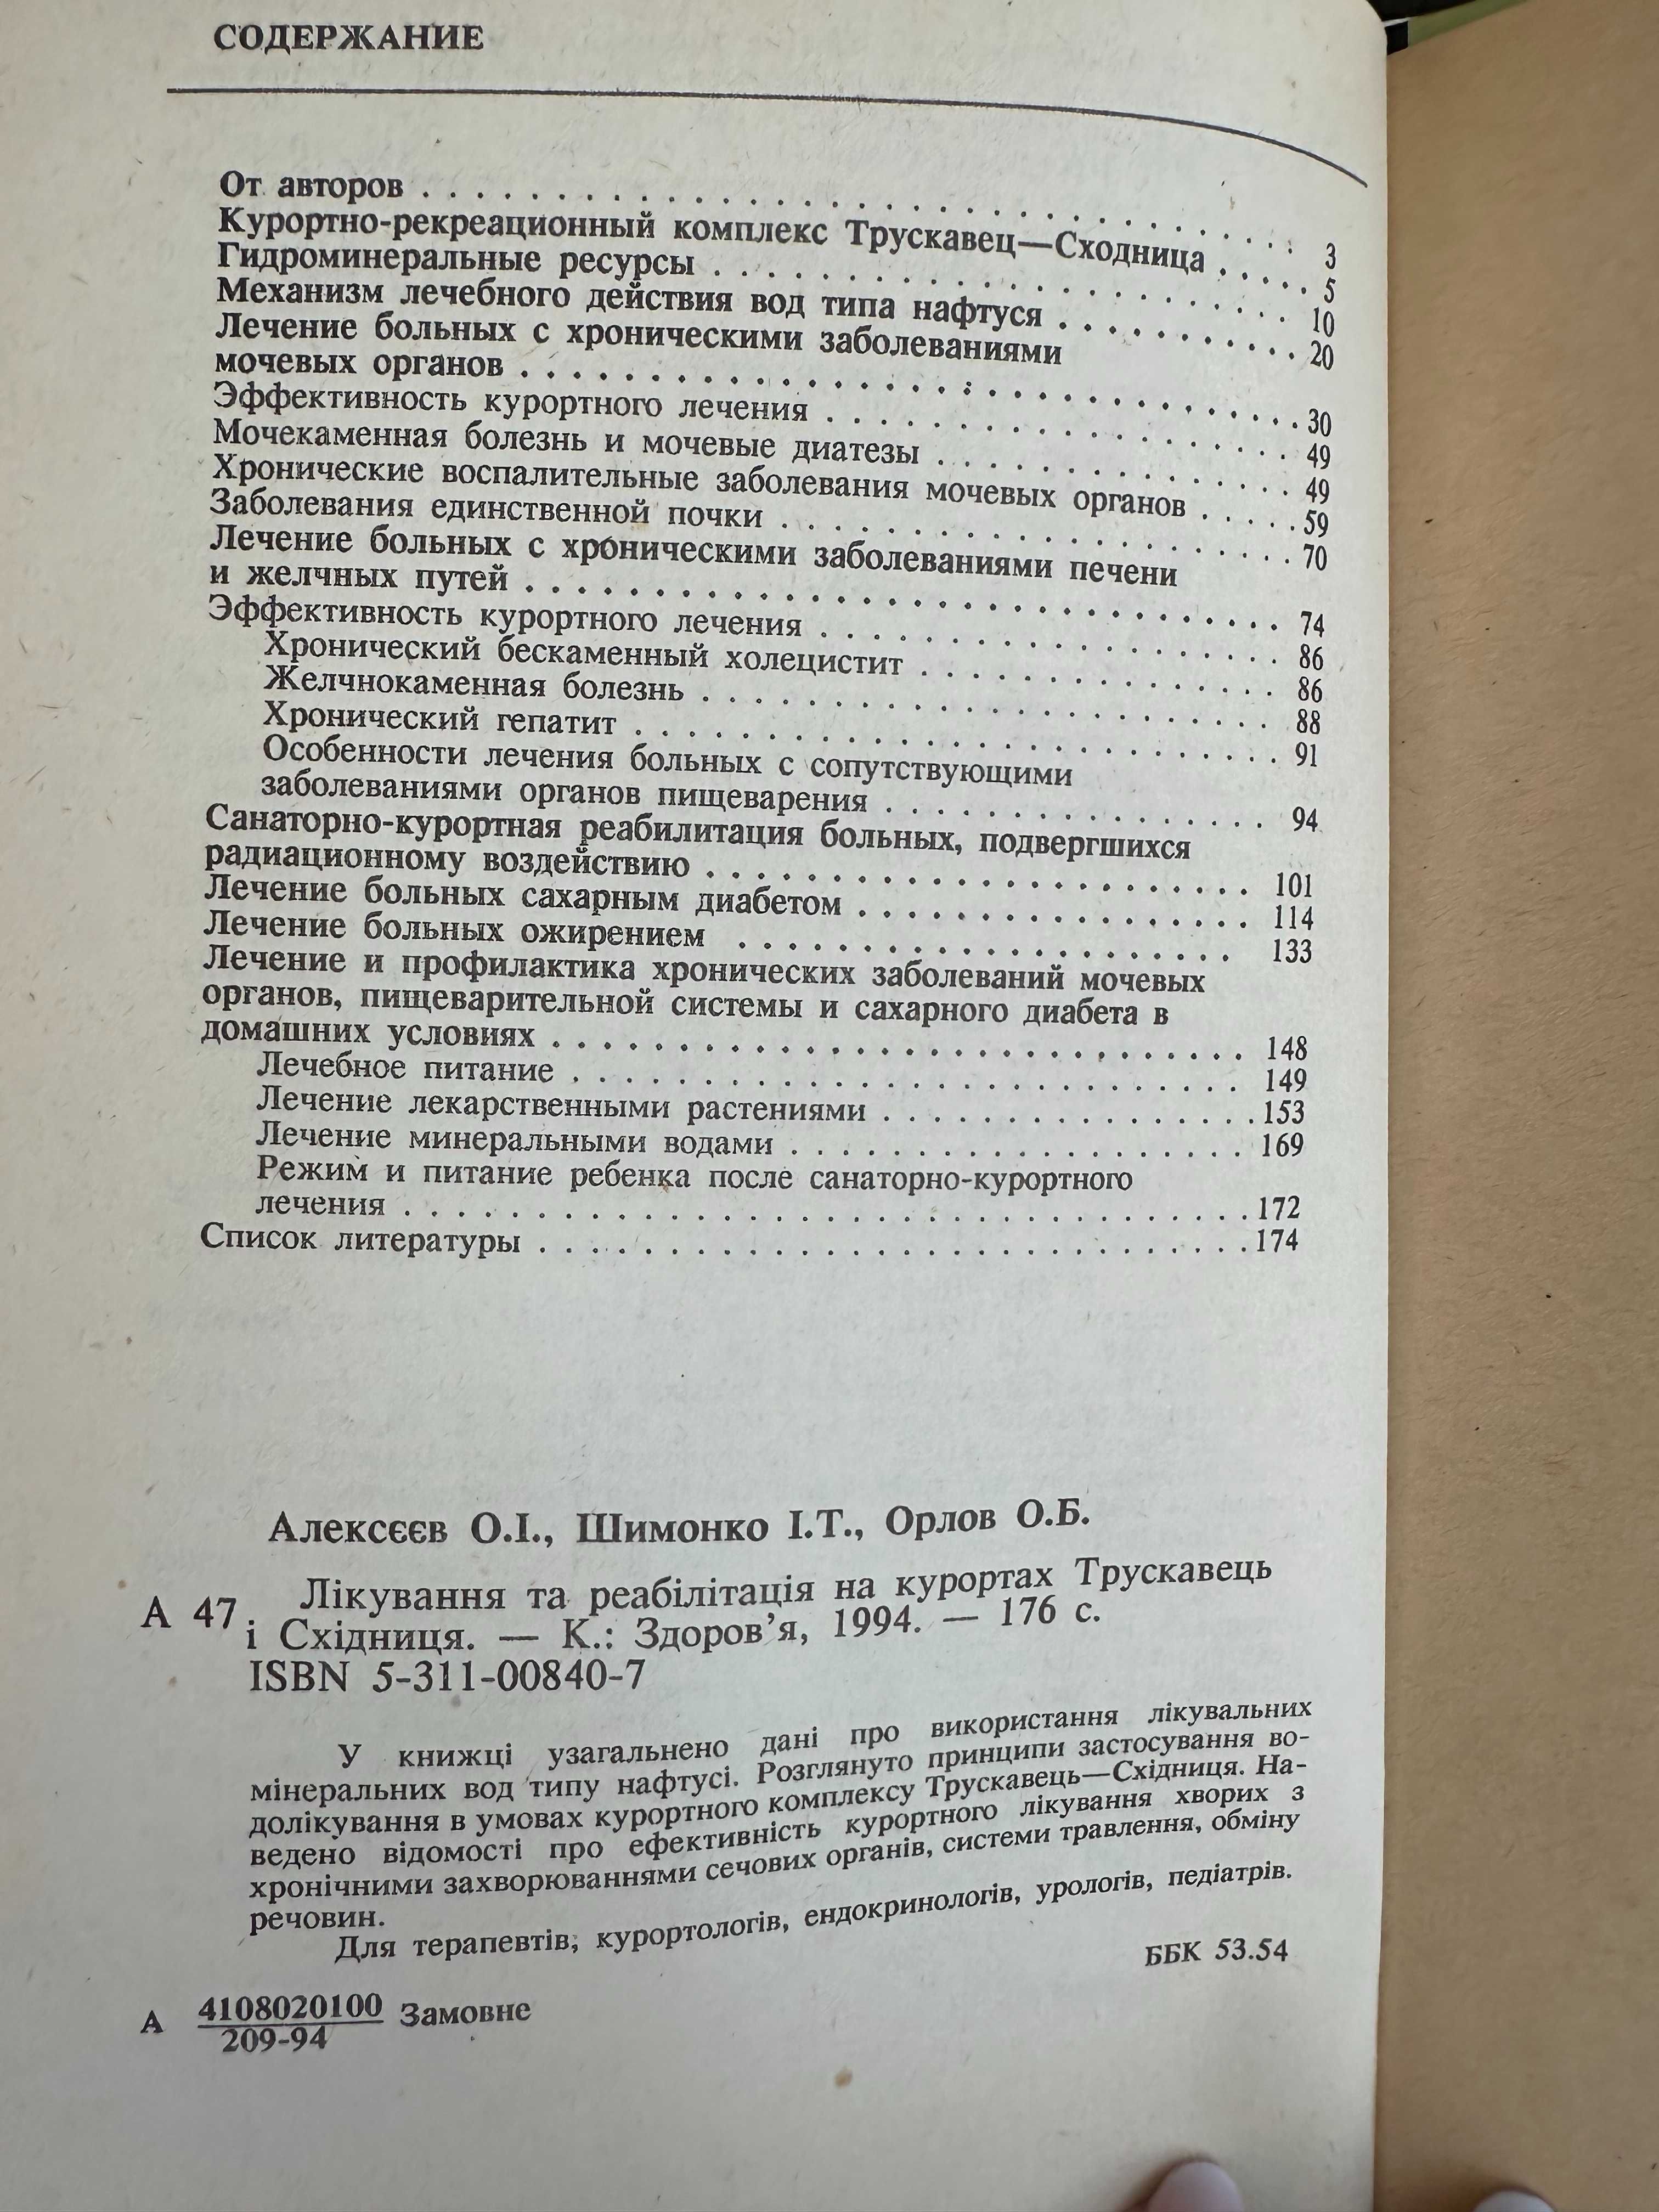 СОДЕРЖАНИЕ
От авторов . . . . . . . . . . . . . . . . . . . . . . . . . . . . . 3
Курортно-рекреационный комплекс Трускавец—Сходница . . . . . 5
Гидроминеральные ресурсы . . . . . . . . . . . . . . . . . . . . . . 10
Механизм лечебного действия вод типа нафтуся . . . . . . . . . . 20
Лечение больных с хроническими заболеваниями
мочевых органов . . . . . . . . . . . . . . . . . . . . . . . . . . . . 30
Эффективность курортного лечения . . . . . . . . . . . . . . . . . . 49
Мочекаменная болезнь и мочевые диатезы . . . . . . . . . . . . . . 49
Хронические воспалительные заболевания мочевых органов . . . . . 59
Заболевания единственной почки . . . . . . . . . . . . . . . . . . . 70
Лечение больных с хроническими заболеваниями печени
и желчных путей . . . . . . . . . . . . . . . . . . . . . . . . . . . . 74
Эффективность курортного лечения . . . . . . . . . . . . . . . . . . 86
Хронический бескаменный холецистит . . . . . . . . . . . . . . 86
Желчнокаменная болезнь . . . . . . . . . . . . . . . . . . . . . . 88
Хронический гепатит . . . . . . . . . . . . . . . . . . . . . . . . 91
Особенности лечения больных с сопутствующими
заболеваниями органов пищеварения . . . . . . . . . . . . . . . 94
Санаторно-курортная реабилитация больных, подвергшихся
радиационному воздействию . . . . . . . . . . . . . . . . . . . . . 101
Лечение больных сахарным диабетом . . . . . . . . . . . . . . . 114
Лечение больных ожирением . . . . . . . . . . . . . . . . . . . 133
Лечение и профилактика хронических заболеваний мочевых
органов, пищеварительной системы и сахарного диабета в
домашних условиях . . . . . . . . . . . . . . . . . . . . . . . . . . 148
Лечебное питание . . . . . . . . . . . . . . . . . . . . . . . . . . 149
Лечение лекарственными растениями . . . . . . . . . . . . . . . 153
Лечение минеральными водами . . . . . . . . . . . . . . . . . . 169
Режим и питание ребенка после санаторно-курортного
лечения . . . . . . . . . . . . . . . . . . . . . . . . . . . . . . . . 172
Список литературы . . . . . . . . . . . . . . . . . . . . . . . . . . . 174
Алексєєв О.І., Шимонко І.Т., Орлов О.Б.
А 47 Лікування та реабілітація на курортах Трускавець
і Східниця. — К.: Здоров’я, 1994. — 176 с.
ISBN 5-311-00840-7
У книжці узагальнено дані про використання лікувальних
мінеральних вод типу нафтусі. Розглянуто принципи застосування во-
долікування в умовах курортного комплексу Трускавець—Східниця. На-
ведено відомості про ефективність курортного лікування хворих з
хронічними захворюваннями сечових органів, системи травлення, обміну
речовин.
Для терапевтів, курортологів, ендокринологів, урологів, педіатрів.
ББК 53.54
А 4108020100 Замовне
209-94